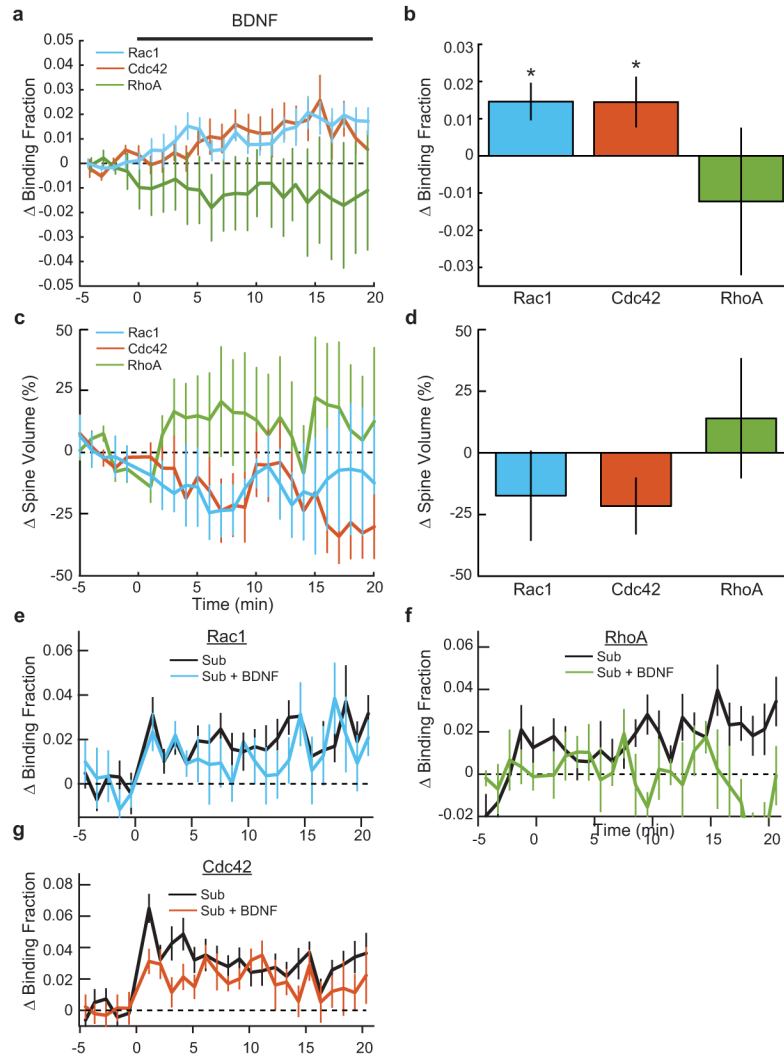 a
BDNF
Δ Binding Fraction
0.05
0.04
0.03
0.02
0.01
0
-0.01
-0.02
-0.03
-0.04
0.05
Rac1
Cdc42
RhoA
-5
0
5
10
15
20
b
Δ Binding Fraction
0.03
0.02
0.01
0
-0.01
-0.02
-0.03
*
*
Rac1
Cdc42
RhoA
c
Δ Spine Volume (%)
50
25
0
-25
-50
Rac1
Cdc42
RhoA
-5
0
5
10
15
20
Time (min)
d
Δ Spine Volume (%)
50
25
0
-25
-50
Rac1
Cdc42
RhoA
e
Rac1
Δ Binding Fraction
0.06
0.04
0.02
0
Sub
Sub + BDNF
-5
0
5
10
15
20
f
RhoA
Δ Binding Fraction
0.06
0.04
0.02
0
-0.02
Sub
Sub + BDNF
Time (min)
-5
0
5
10
15
20
g
Cdc42
Δ Binding Fraction
0.08
0.06
0.04
0.02
0
Sub
Sub + BDNF
-5
0
5
10
15
20